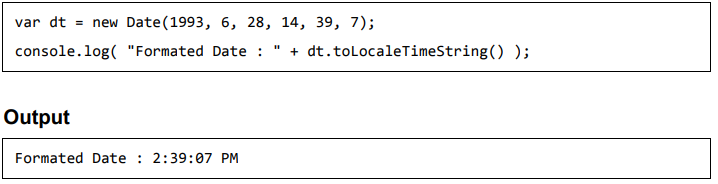 var dt = new Date(1993, 6, 28, 14, 39, 7);
console.log( "Formated Date : " + dt.toLocaleTimeString() );
Output
Formated Date : 2:39:07 PM